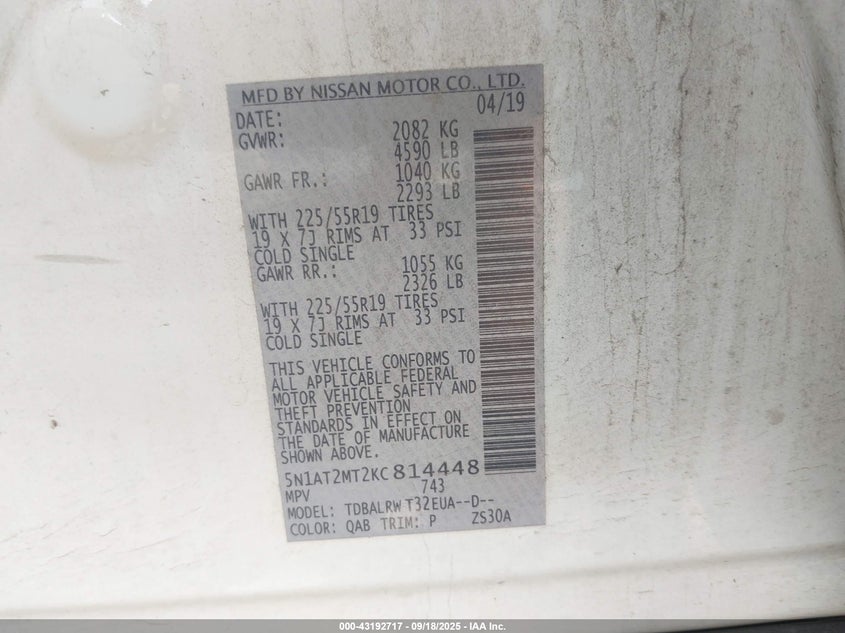 MFD BY NISSAN MOTOR CO., LTD.
DATE: 04/19
GVWR: 2082 KG
4590 LB
GAWR FR.: 1040 KG
2293 LB
WITH 225/55R19 TIRES
19 X 7J RIMS AT 33 PSI
COLD SINGLE
GAWR RR.: 1055 KG
2326 LB
WITH 225/55R19 TIRES
19 X 7J RIMS AT 33 PSI
COLD SINGLE
THIS VEHICLE CONFORMS TO
ALL APPLICABLE FEDERAL
MOTOR VEHICLE SAFETY AND
THEFT PREVENTION
STANDARDS IN EFFECT ON
THE DATE OF MANUFACTURE
SHOWN ABOVE.
5N1AT2MT2KC814448
MPV 743
MODEL: TDBALRW T32EUA--D--
COLOR: QAB TRIM: P ZS30A
000-43192717 - 09/18/2025 - IAA Inc.